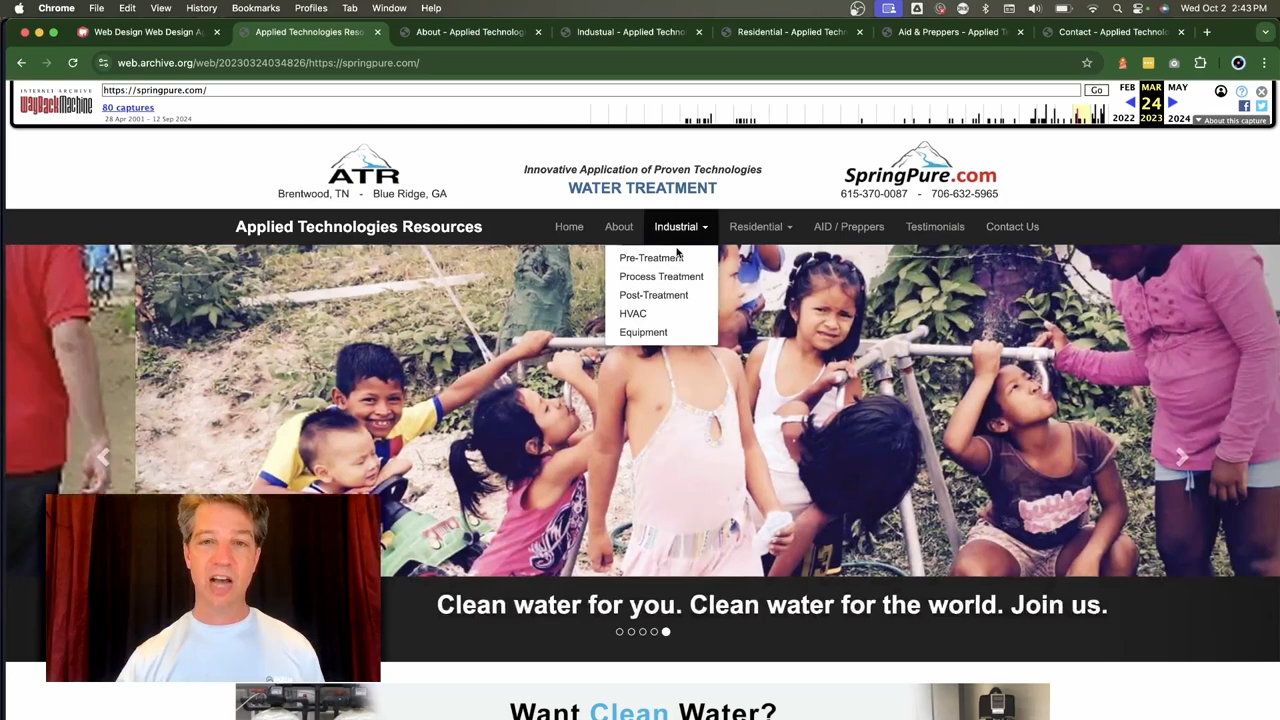 Chrome File Edit View History Bookmarks Profiles Tab Window Help Wed Oct 2 2:43 PM
Web Design Web Design A Applied Technologies Reso About - Applied Technolog Industual - Applied Techno Residential - Applied Techn Aid & Preppers - Applied T Contact - Applied Technolo
web.archive.org/web/20230324034826/https://springpure.com/
INTERNET ARCHIVE
WayBackMachine
https://springpure.com/ Go
FEB MAR MAY
80 captures
24
28 Apr 2001 - 12 Sep 2024
2022 2023 2024
About this capture
ATR
Brentwood, TN - Blue Ridge, GA
Innovative Application of Proven Technologies
WATER TREATMENT
SpringPure.com
615-370-0087 - 706-632-5965
Applied Technologies Resources
Home About Industrial Residential AID / Preppers Testimonials Contact Us
Pre-Treatment
Process Treatment
Post-Treatment
HVAC
Equipment
Clean water for you. Clean water for the world. Join us.
Want Clean Water?